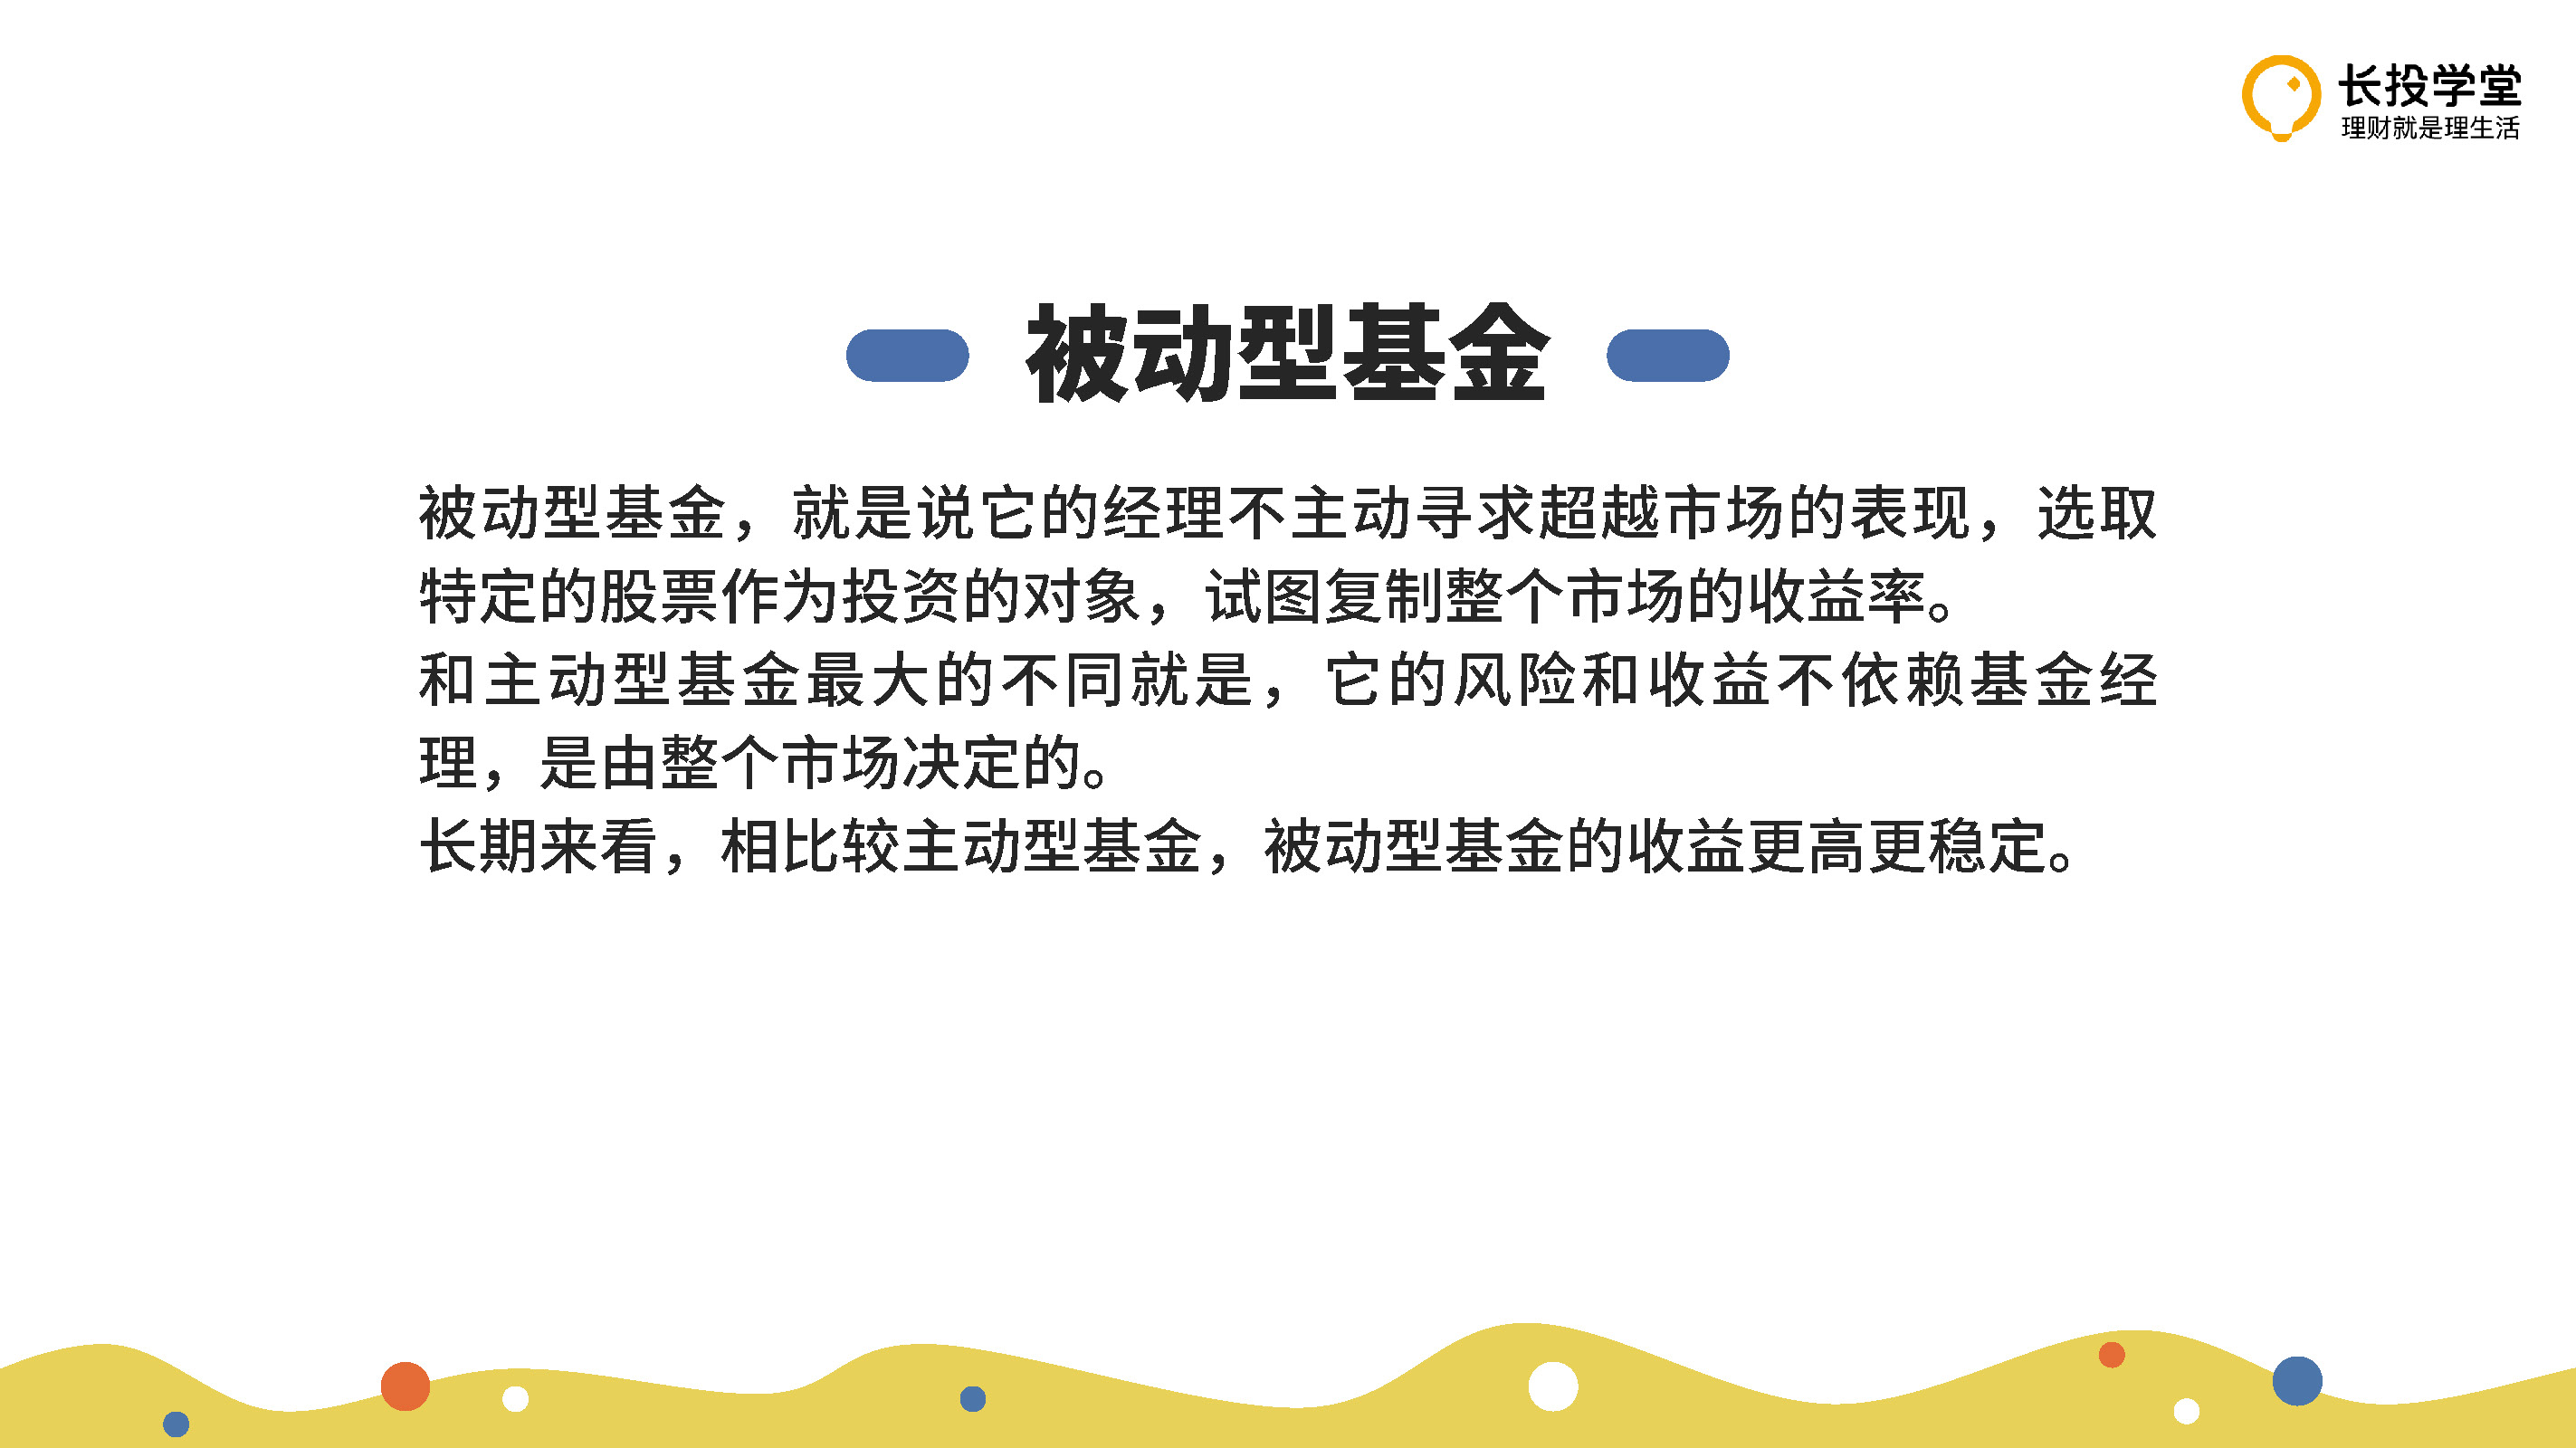 长投学堂
理财就是理生活
被动型基金
被动型基金，就是说它的经理不主动寻求超越市场的表现，选取
特定的股票作为投资的对象，试图复制整个市场的收益率。
和主动型基金最大的不同就是，它的风险和收益不依赖基金经
理，是由整个市场决定的。
长期来看，相比较主动型基金，被动型基金的收益更高更稳定。